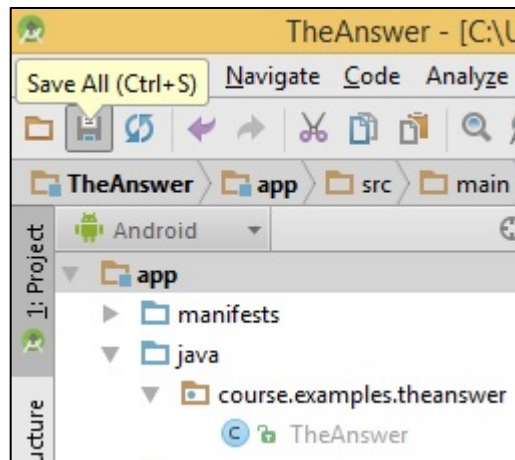 TheAnswer - [C:\U
Save All (Ctrl+S) Navigate Code Analyze
TheAnswer app src main
Android
1: Project
app
manifests
java
course.examples.theanswer
TheAnswer
ucture